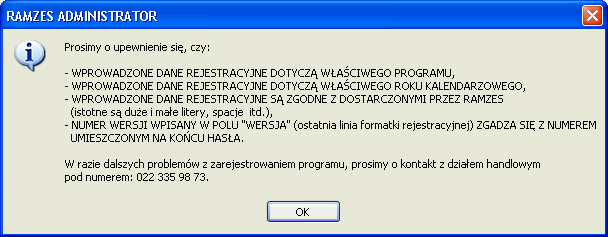 RAMZES ADMINISTRATOR
Prosimy o upewnienie się, czy:
- WPROWADZONE DANE REJESTRACYJNE DOTYCZĄ WŁAŚCIWEGO PROGRAMU,
- WPROWADZONE DANE REJESTRACYJNE DOTYCZĄ WŁAŚCIWEGO ROKU KALENDARZOWEGO,
- WPROWADZONE DANE REJESTRACYJNE SĄ ZGODNE Z DOSTARCZONYMI PRZEZ RAMZES
(istotne są duże i małe litery, spacje itd.),
- NUMER WERSJI WPISANY W POLU "WERSJA" (ostatnia linia formatki rejestracyjnej) ZGADZA SIĘ Z NUMEREM
UMIESZCZONYM NA KOŃCU HASŁA.
W razie dalszych problemów z zarejestrowaniem programu, prosimy o kontakt z działem handlowym
pod numerem: 022 335 98 73.
OK